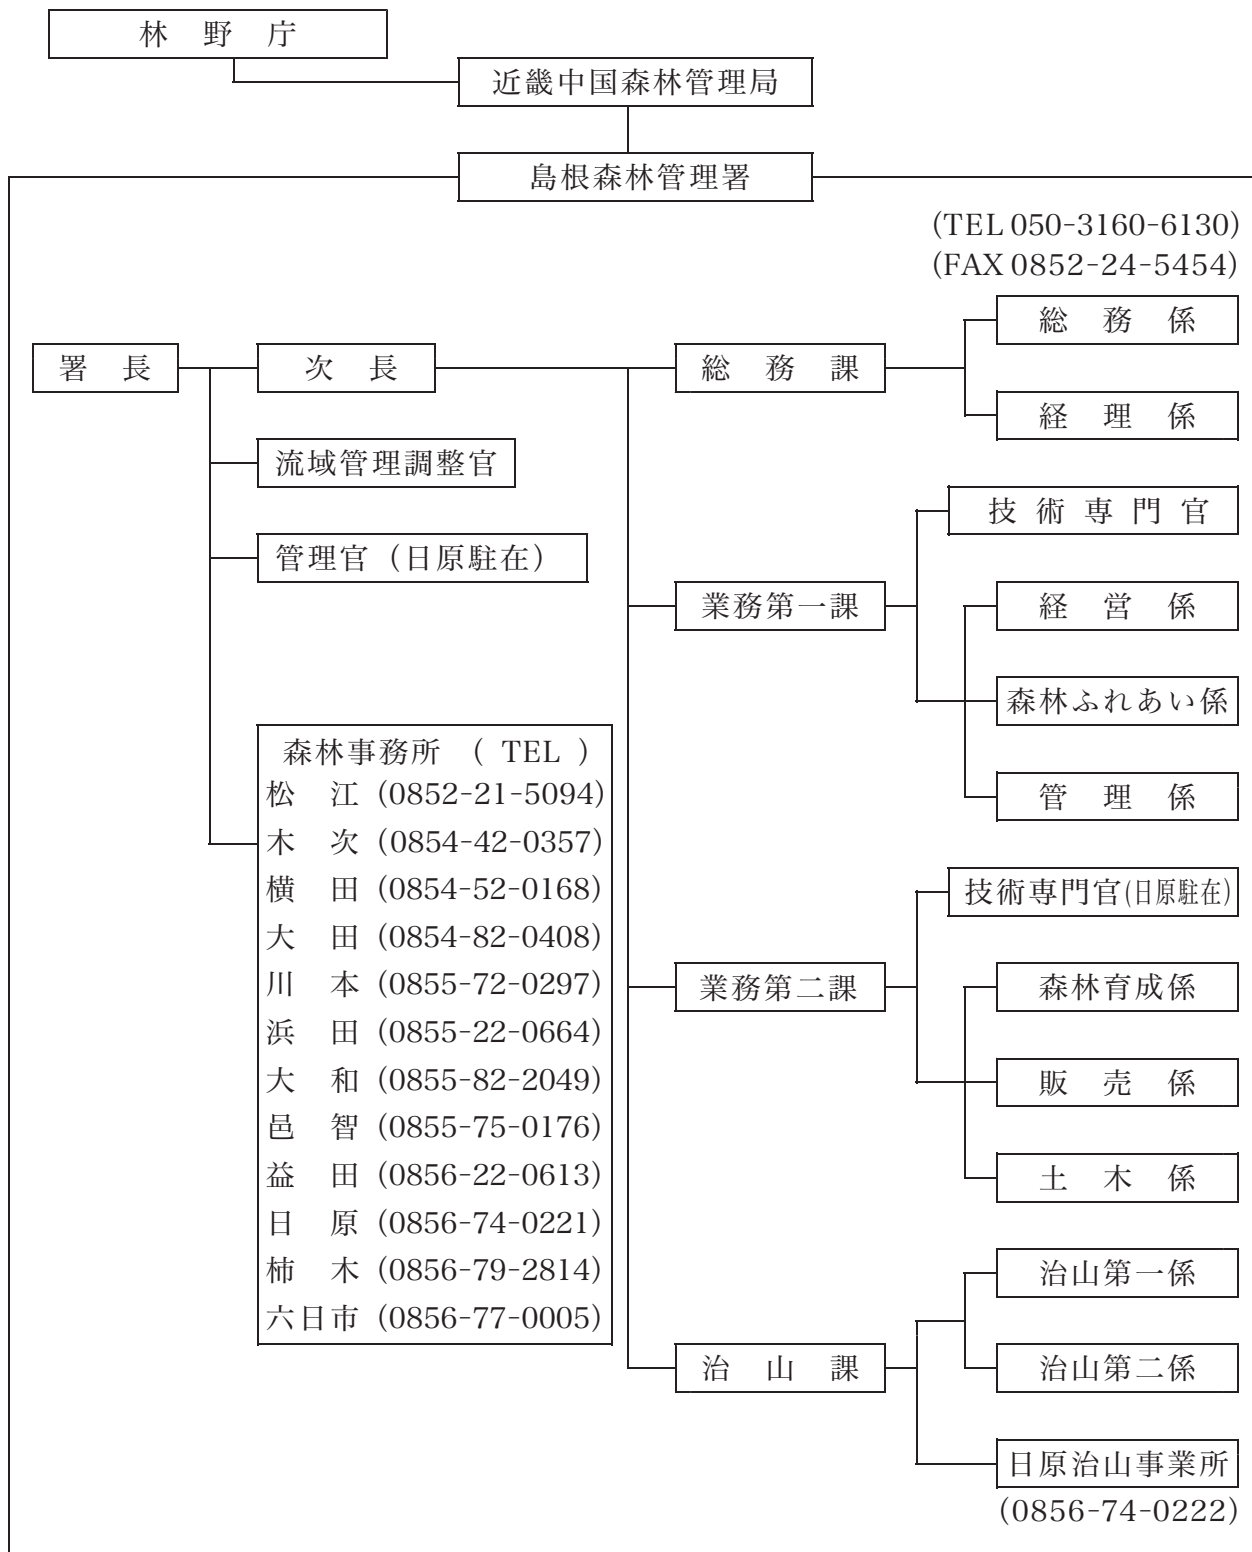 林野庁
近畿中国森林管理局
島根森林管理署
(TEL 050-3160-6130)
(FAX 0852-24-5454)
署長
次長
流域管理調整官
管理官（日原駐在）
森林事務所 （ TEL ）
松江 (0852-21-5094)
木次 (0854-42-0357)
横田 (0854-52-0168)
大田 (0854-82-0408)
川本 (0855-72-0297)
浜田 (0855-22-0664)
大和 (0855-82-2049)
邑智 (0855-75-0176)
益田 (0856-22-0613)
日原 (0856-74-0221)
柿木 (0856-79-2814)
六日市 (0856-77-0005)
総務課
総務係
経理係
業務第一課
技術専門官
経営係
森林ふれあい係
管理係
業務第二課
技術専門官(日原駐在)
森林育成係
販売係
土木係
治山課
治山第一係
治山第二係
日原治山事業所
(0856-74-0222)